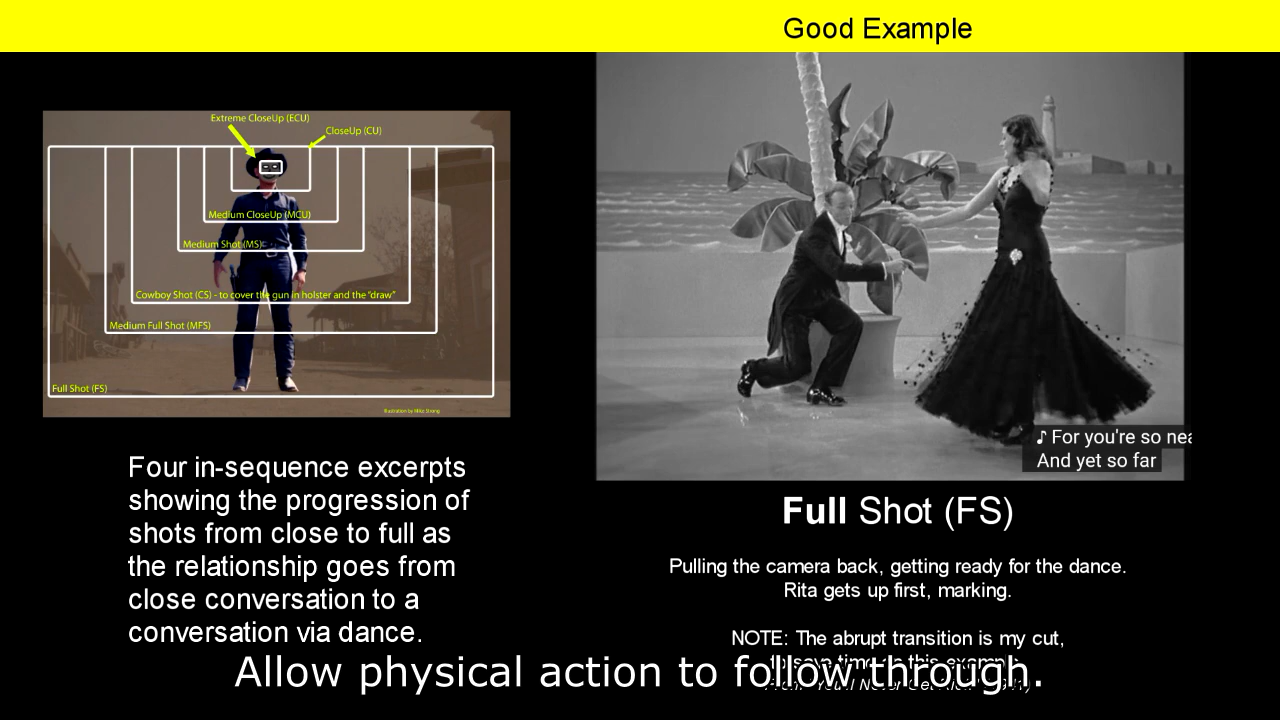 Good Example
Extreme CloseUp (ECU)
CloseUp (CU)
Medium CloseUp (MCU)
Medium Shot (MS)
Cowboy Shot (CS) - to cover the gun in holster and the "draw"
Medium Full Shot (MFS)
Full Shot (FS)
Illustration by Mike Strong
Four in-sequence excerpts
showing the progression of
shots from close to full as
the relationship goes from
close conversation to a
conversation via dance.
♪ For you're so nea
And yet so far
Full Shot (FS)
Pulling the camera back, getting ready for the dance.
Rita gets up first, marking.
NOTE: The abrupt transition is my cut,
Allow physical action to follow through.